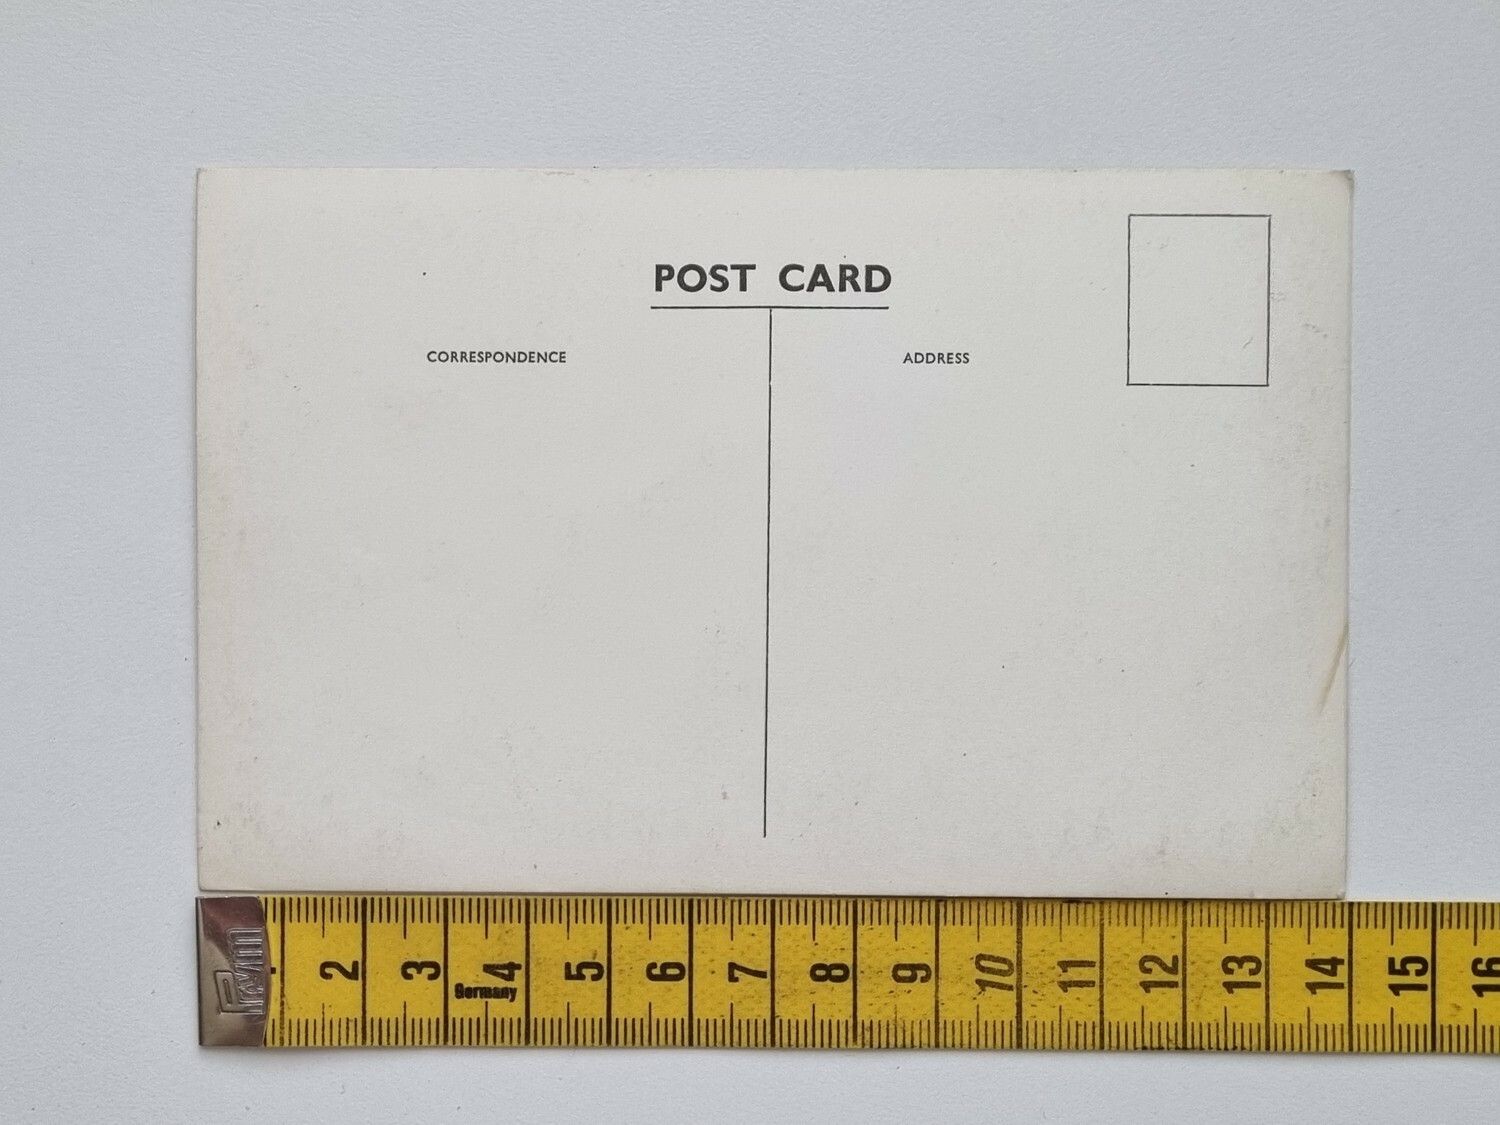 POST CARD
CORRESPONDENCE
ADDRESS
Prym
2 3 4 5 6 7 8 9 10 11 12 13 14 15 16
Germany